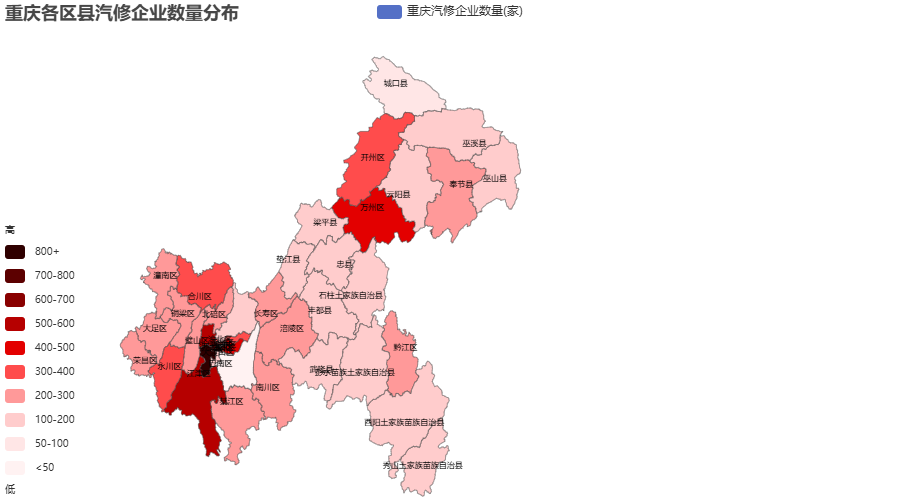 重庆各区县汽修企业数量分布
重庆汽修企业数量(家)
城口县
巫溪县
开州区
巫山县
奉节县
云阳县
万州区
梁平县
高
800+
700-800
600-700
500-600
400-500
300-400
200-300
100-200
50-100
<50
低
垫江县
忠县
潼南区
石柱土家族自治县
合川区
丰都县
长寿区
铜梁区
北碚区
大足区
涪陵区
璧山区
黔江区
荣昌区
永川区
武隆县
彭水苗族土家族自治县
南川区
綦江区
酉阳土家族苗族自治县
秀山土家族苗族自治县